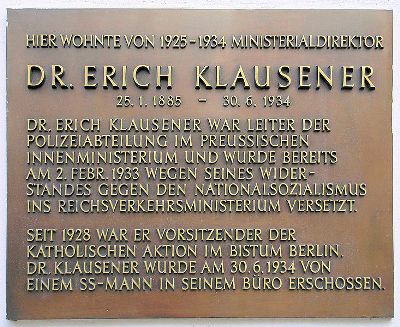 HIER WOHNTE VON 1925-1934 MINISTERIALDIREKTOR
DR. ERICH KLAUSENER
25.1.1885 – 30.6.1934
DR. ERICH KLAUSENER WAR LEITER DER
POLIZEIABTEILUNG IM PREUSSISCHEN
INNENMINISTERIUM UND WURDE BEREITS
AM 2. FEBR. 1933 WEGEN SEINES WIDER-
STANDES GEGEN DEN NATIONALSOZIALISMUS
INS REICHSVERKEHRSMINISTERIUM VERSETZT.
SEIT 1928 WAR ER VORSITZENDER DER
KATHOLISCHEN AKTION IM BISTUM BERLIN.
DR. KLAUSENER WURDE AM 30.6.1934 VON
EINEM SS-MANN IN SEINEM BÜRO ERSCHOSSEN.